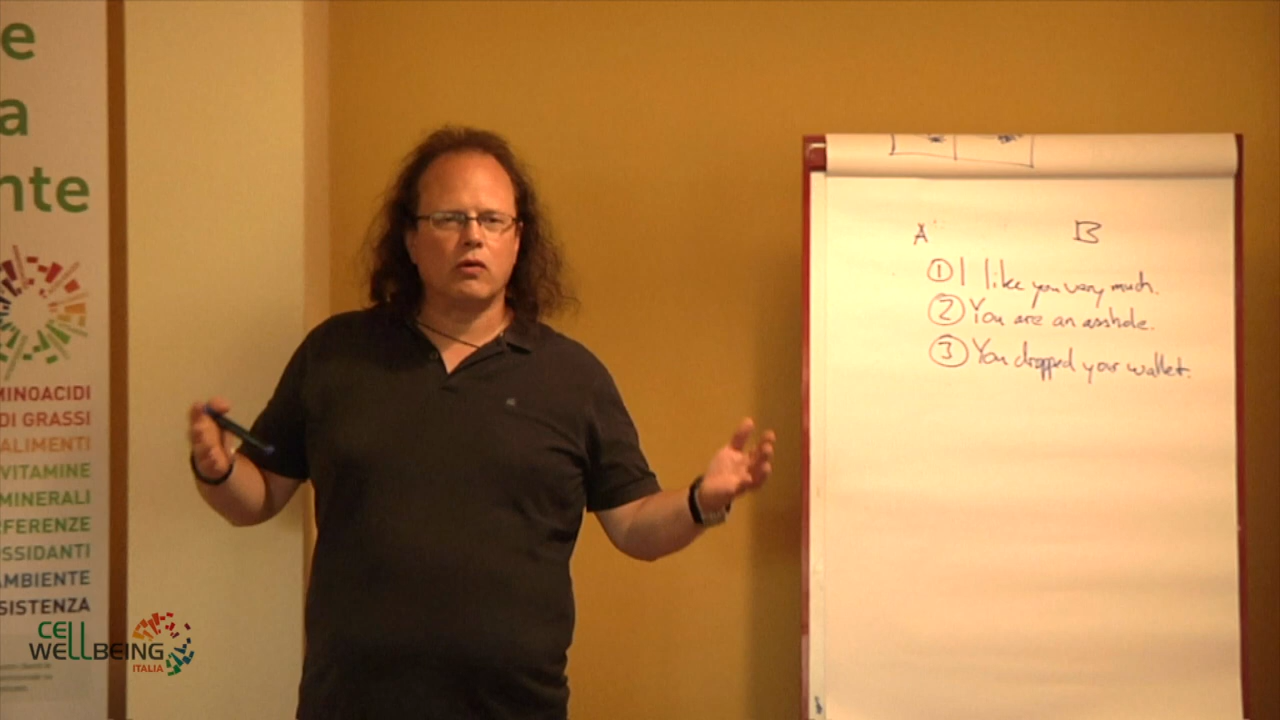 e
a
nte
MINOACIDI
DI GRASSI
ALIMENTI
VITAMINE
MINERALI
RFERENZE
SSIDANTI
AMBIENTE
SISTENZA
CELL
WELLBEING
ITALIA
A B
① I like you very much.
② You are an asshole.
③ You dropped your wallet.